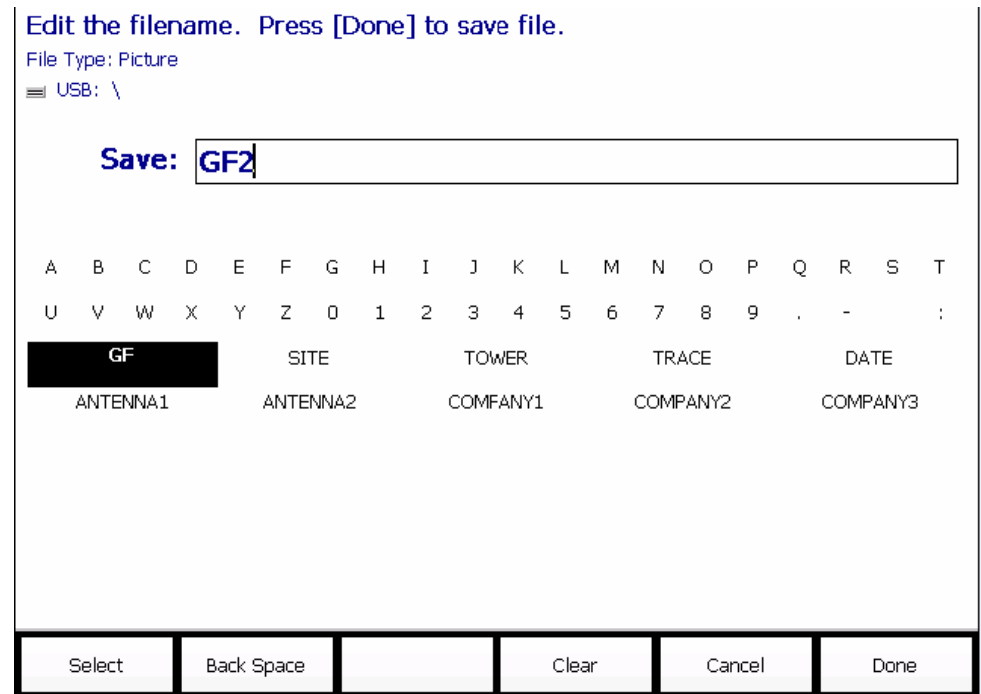 Edit the filename. Press [Done] to save file.
File Type: Picture
USB: \
Save: GF2
A B C D E F G H I J K L M N O P Q R S T
U V W X Y Z 0 1 2 3 4 5 6 7 8 9 . - :
GF SITE TOWER TRACE DATE
ANTENNA1 ANTENNA2 COMFANY1 COMPANY2 COMPANY3
Select Back Space Clear Cancel Done